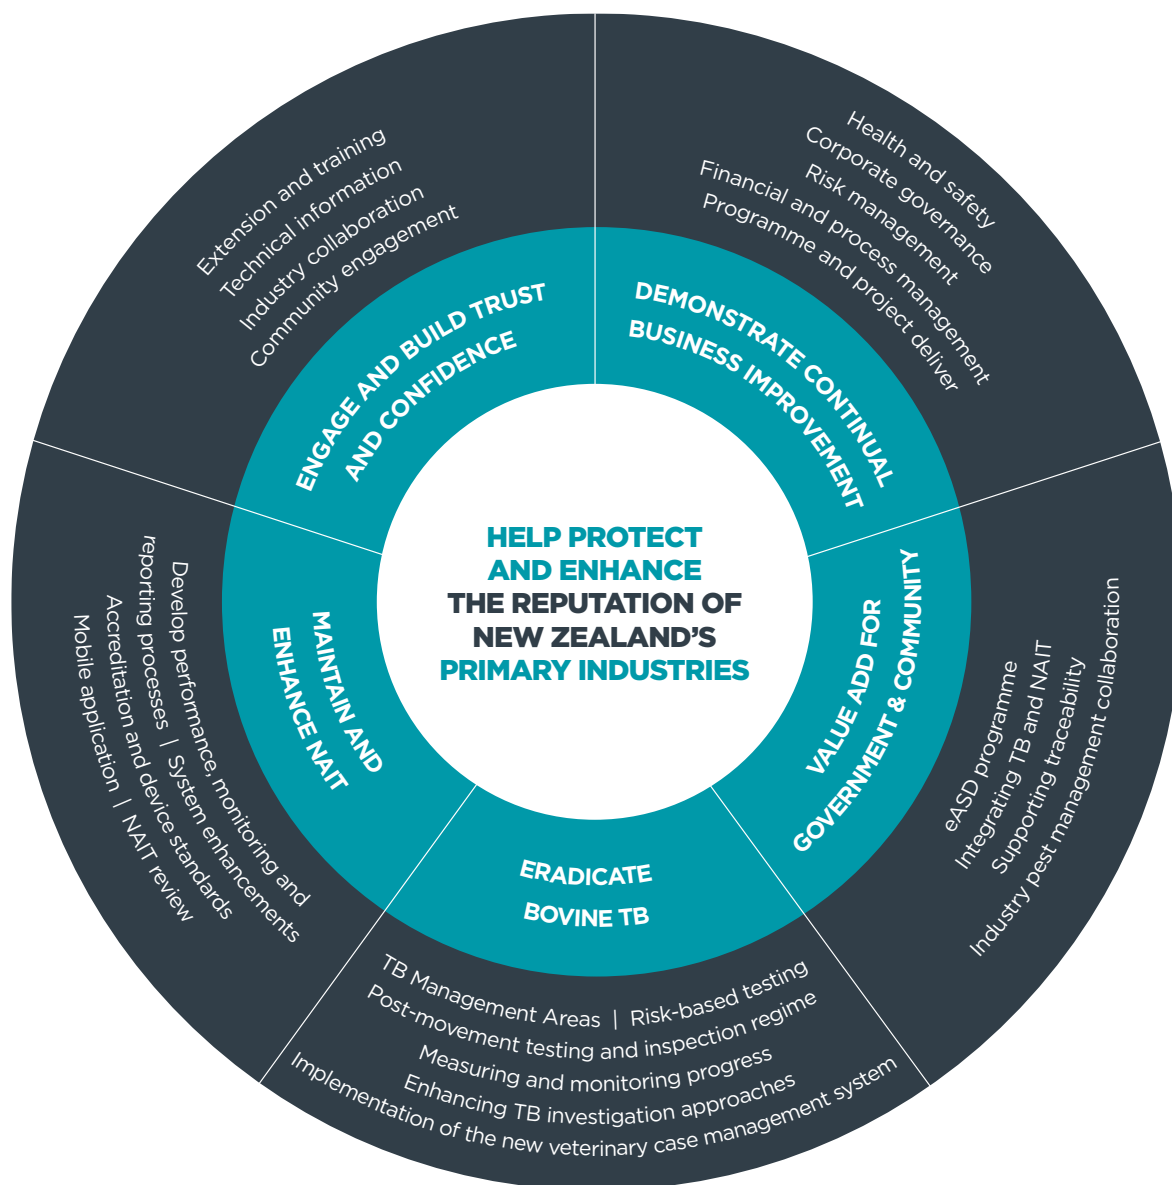 HELP PROTECT
AND ENHANCE
THE REPUTATION OF
NEW ZEALAND’S
PRIMARY INDUSTRIES
DEMONSTRATE CONTINUAL
BUSINESS IMPROVEMENT
Health and safety
Corporate governance
Risk management
Financial and process management
Programme and project deliver
VALUE ADD FOR
GOVERNMENT & COMMUNITY
eASD programme
Integrating TB and NAIT
Supporting traceability
Industry pest management collaboration
ERADICATE
BOVINE TB
TB Management Areas | Risk-based testing
Post-movement testing and inspection regime
Measuring and monitoring progress
Enhancing TB investigation approaches
Implementation of the new veterinary case management system
MAINTAIN AND
ENHANCE NAIT
Develop performance, monitoring and
reporting processes | System enhancements
Accreditation and device standards
Mobile application | NAIT review
ENGAGE AND BUILD TRUST
AND CONFIDENCE
Extension and training
Technical information
Industry collaboration
Community engagement